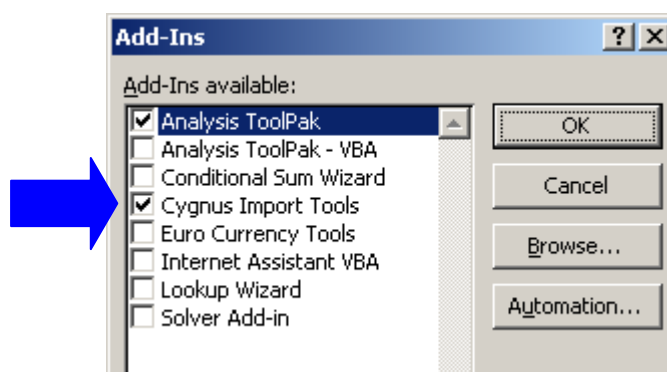 Add-Ins
Add-Ins available:
Analysis ToolPak
Analysis ToolPak - VBA
Conditional Sum Wizard
Cygnus Import Tools
Euro Currency Tools
Internet Assistant VBA
Lookup Wizard
Solver Add-in
OK
Cancel
Browse...
Automation...